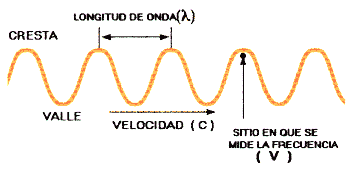 LONGITUD DE ONDA(λ)
CRESTA
VALLE
VELOCIDAD ( C )
SITIO EN QUE SE
MIDE LA FRECUENCIA
( V )